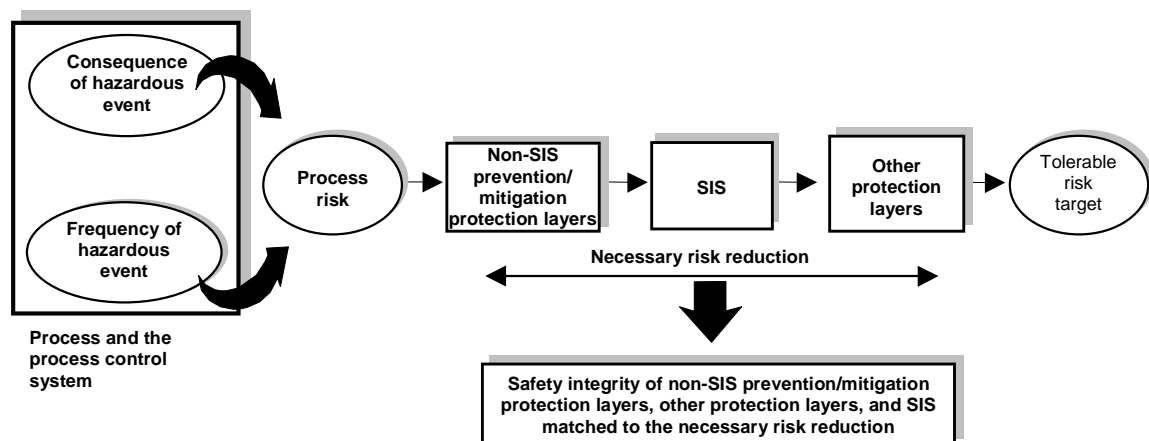 Consequence
of hazardous
event
Frequency of
hazardous
event
Process and the
process control
system
Process
risk
Non-SIS
prevention/
mitigation
protection layers
SIS
Other
protection
layers
Tolerable
risk
target
Necessary risk reduction
Safety integrity of non-SIS prevention/mitigation
protection layers, other protection layers, and SIS
matched to the necessary risk reduction